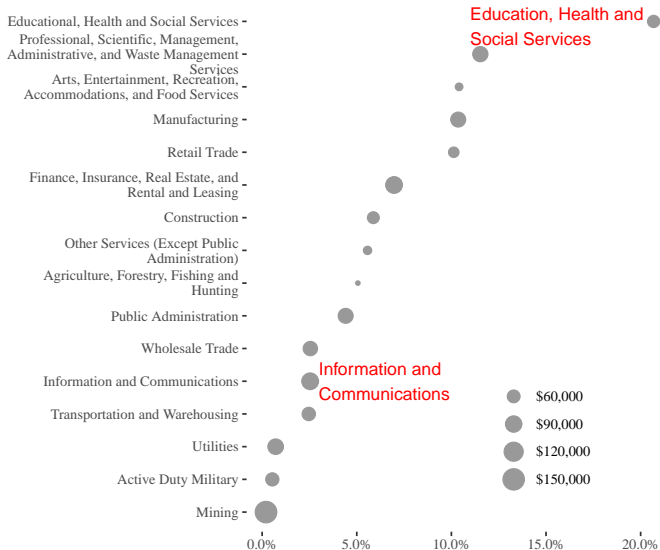 Educational, Health and Social Services
Education, Health and
Social Services
Professional, Scientific, Management,
Administrative, and Waste Management
Services
Arts, Entertainment, Recreation,
Accommodations, and Food Services
Manufacturing
Retail Trade
Finance, Insurance, Real Estate, and
Rental and Leasing
Construction
Other Services (Except Public
Administration)
Agriculture, Forestry, Fishing and
Hunting
Public Administration
Wholesale Trade
Information and Communications
Information and
Communications
Transportation and Warehousing
Utilities
Active Duty Military
Mining
$60,000
$90,000
$120,000
$150,000
0.0%
5.0%
10.0%
15.0%
20.0%